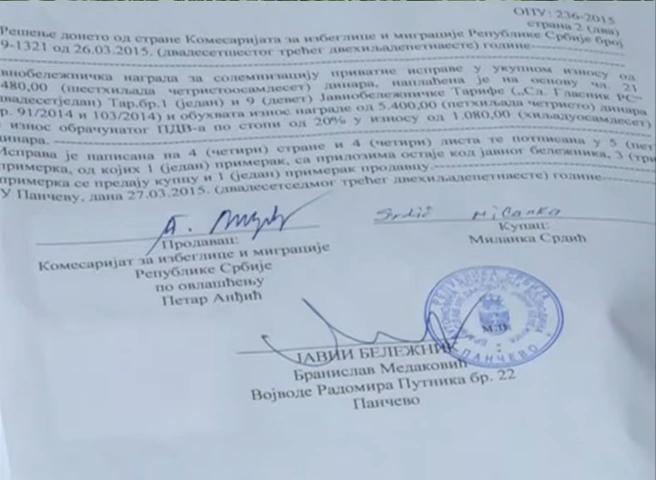 ОПУ: 236-2015
страна 2 (два)
Решење донето од стране Комесаријата за избеглице и миграције Републике Србије број
9-1321 од 26.03.2015. (двадесетшестог трећег двехиљадепетнаесте) године
внобележничка награда за солемнизацију приватне исправе у укупном износу од
480,00 (шестхиљада четристоосамдесет) динара, наплаћена је на основу чл. 21
вадесетједан) Тар.бр.1 (један) и 9 (девет) Јавнобележничке Тарифе („Сл. Гласник РС“
р. 91/2014 и 103/2014) и обухвата износ награде од 5.400,00 (петхиљада четристо) динара
износ обрачунатог ПДВ-а по стопи од 20% у износу од 1.080,00 (хиљадуосамдесет)
динара.
Исправа је написана на 4 (четири) стране и 4 (четири) листа те потписана у 5 (пет
примерка, од којих 1 (један) примерак, са прилозима остаје код јавног бележника, 3 (три
примерка се предају купцу и 1 (један) примерак продавцу.
У Панчеву, дана 27.03.2015. (двадесетседмог трећег двехиљадепетнаесте) године
Srdić Milanka
Продавац:
Комесаријат за избеглице и миграције
Републике Србије
по овлашћењу
Петар Анђић
Купац:
Миланка Срдић
М.П.
ПАНЧЕВО
ЈАВНИ БЕЛЕЖНИК
Бранислав Медаковић
Војводе Радомира Путника бр. 22
Панчево